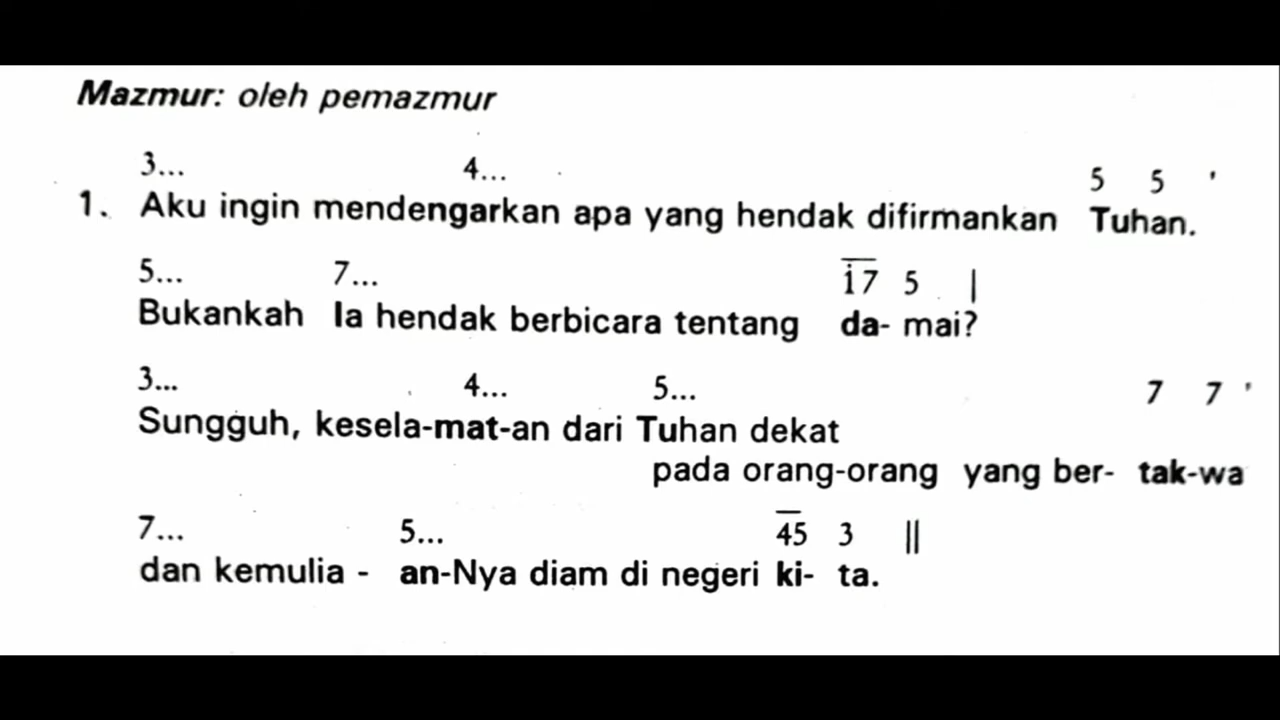 Mazmur: oleh pemazmur
3... 4... 5 5 '
1. Aku ingin mendengarkan apa yang hendak difirmankan Tuhan.
5... 7... i7 5 |
Bukankah Ia hendak berbicara tentang da- mai?
3... 4... 5... 7 7 '
Sungguh, kesela-mat-an dari Tuhan dekat
pada orang-orang yang ber- tak-wa
7... 5... 45 3 ||
dan kemulia - an-Nya diam di negeri ki- ta.